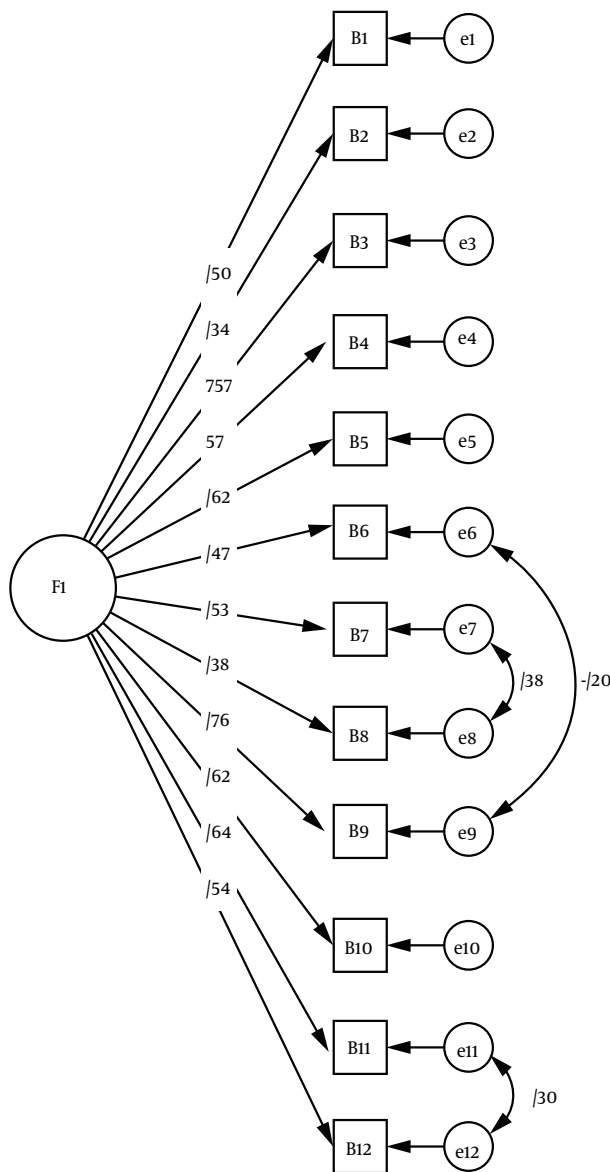 B1 e1
B2 e2
B3 e3
/50
/34
B4 e4
757
57
B5 e5
/62
B6 e6
/47
F1
/53
B7 e7
/38
/38 -/20
/76
B8 e8
/62
B9 e9
/64
/54
B10 e10
B11 e11
/30
B12 e12